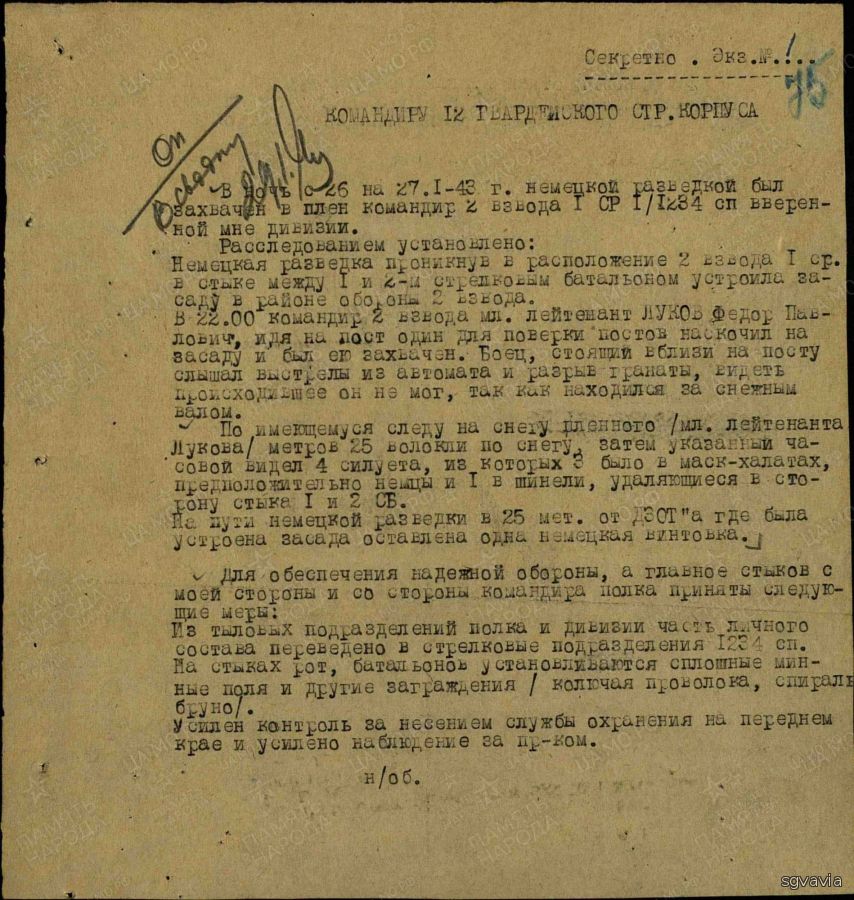 Секретно . Экз.№.1..
75
КОМАНДИРУ I2 ГВАРДЕЙСКОГО СТР.КОРПУСА
Оп
В сводку
В ночь с 26 на 27.I-43 г. немецкой разведкой был
захвачен в плен командир 2 взвода I СР I/I234 сп вверен-
ной мне дивизии.
Расследованием установлено:
Немецкая разведка проникнув в расположение 2 взвода I ср.
в стыке между I и 2-м стрелковым батальоном устроила за-
саду в районе обороны 2 взвода.
В 22.00 командир 2 взвода мл. лейтенант ЛУКОВ Федор Пав-
лович, идя на пост один для поверки постов наскочил на
засаду и был ею захвачен. Боец, стоящий вблизи на посту
слышал выстрелы из автомата и разрыв гранаты, видеть
происходившее он не мог, так как находился за снежным
валом.
По имеющемуся следу на снегу пленного /мл. лейтенанта
Лукова/ метров 25 волокли по снегу, затем указанный ча-
совой видел 4 силуета, из которых 3 было в маск-халатах,
предположительно немцы и I в шинели, удаляющиеся в сто-
рону стыка I и 2 СБ.
На пути немецкой разведки в 25 мет. от ДЗОТ"а где была
устроена засада оставлена одна немецкая винтовка.
Для обеспечения надежной обороны, а главное стыков с
моей стороны и со стороны командира полка приняты следую-
щие меры:
Из тыловых подразделений полка и дивизии часть личного
состава переведено в стрелковые подразделения I234 сп.
На стыках рот, батальонов установливаются сплошные мин-
ные поля и другие заграждения / колючая проволока, спираль
бруно/.
Усилен контроль за несением службы охранения на переднем
крае и усилено наблюдение за пр-ком.
н/об.
sgvavia